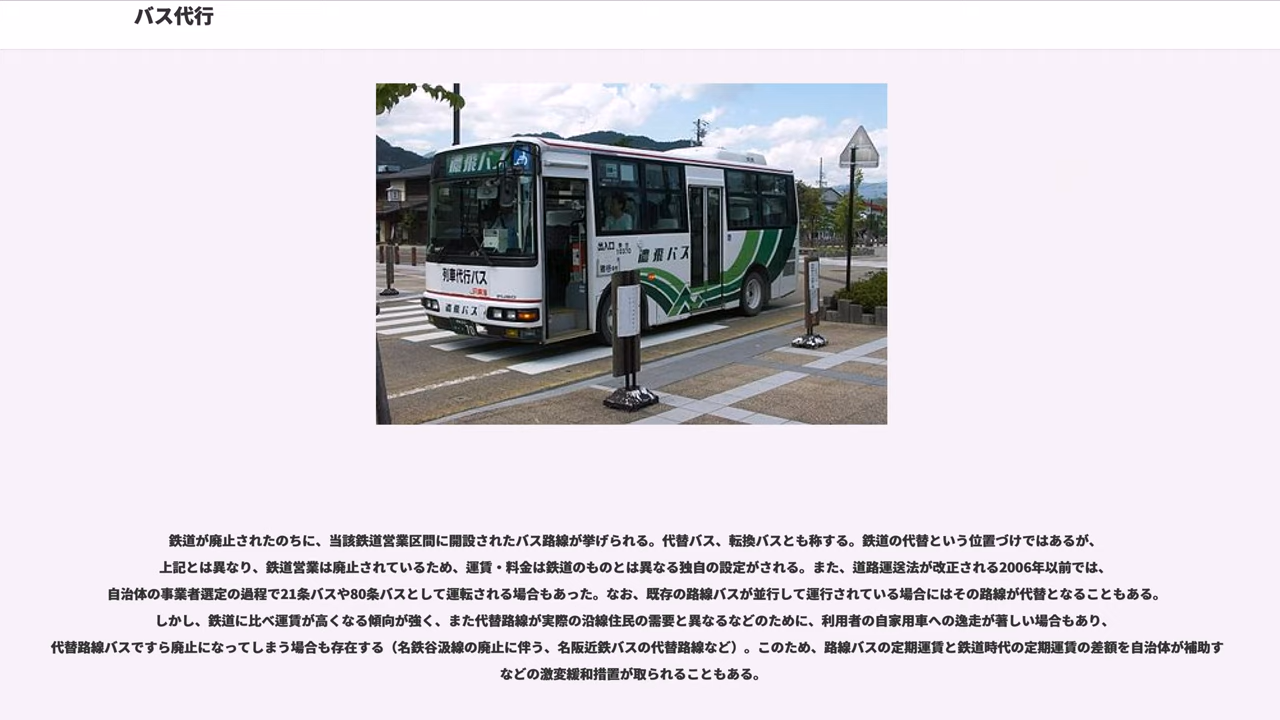 バス代行
濃飛バス
出入口
濃飛バス
列車代行バス
JR東海
濃飛バス
鉄道が廃止されたのちに、当該鉄道営業区間に開設されたバス路線が挙げられる。代替バス、転換バスとも称する。鉄道の代替という位置づけではあるが、
上記とは異なり、鉄道営業は廃止されているため、運賃・料金は鉄道のものとは異なる独自の設定がされる。また、道路運送法が改正される2006年以前では、
自治体の事業者選定の過程で21条バスや80条バスとして運転される場合もあった。なお、既存の路線バスが並行して運行されている場合にはその路線が代替となることもある。
しかし、鉄道に比べ運賃が高くなる傾向が強く、また代替路線が実際の沿線住民の需要と異なるなどのために、利用者の自家用車への逸走が著しい場合もあり、
代替路線バスですら廃止になってしまう場合も存在する（名鉄谷汲線の廃止に伴う、名阪近鉄バスの代替路線など）。このため、路線バスの定期運賃と鉄道時代の定期運賃の差額を自治体が補助す
などの激変緩和措置が取られることもある。